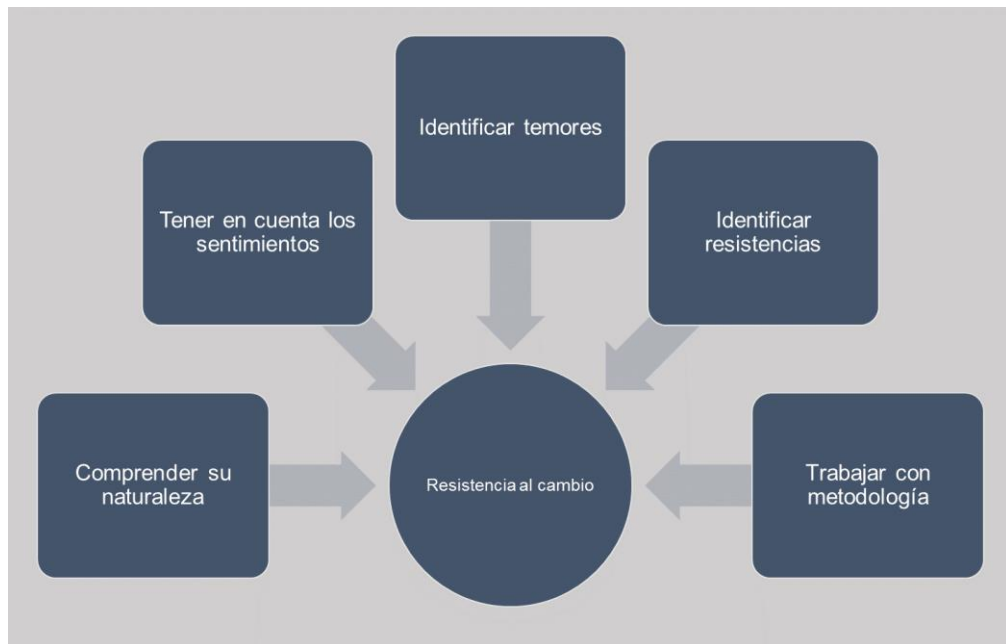 Identificar temores
Tener en cuenta los
sentimientos
Identificar
resistencias
Comprender su
naturaleza
Resistencia al cambio
Trabajar con
metodología